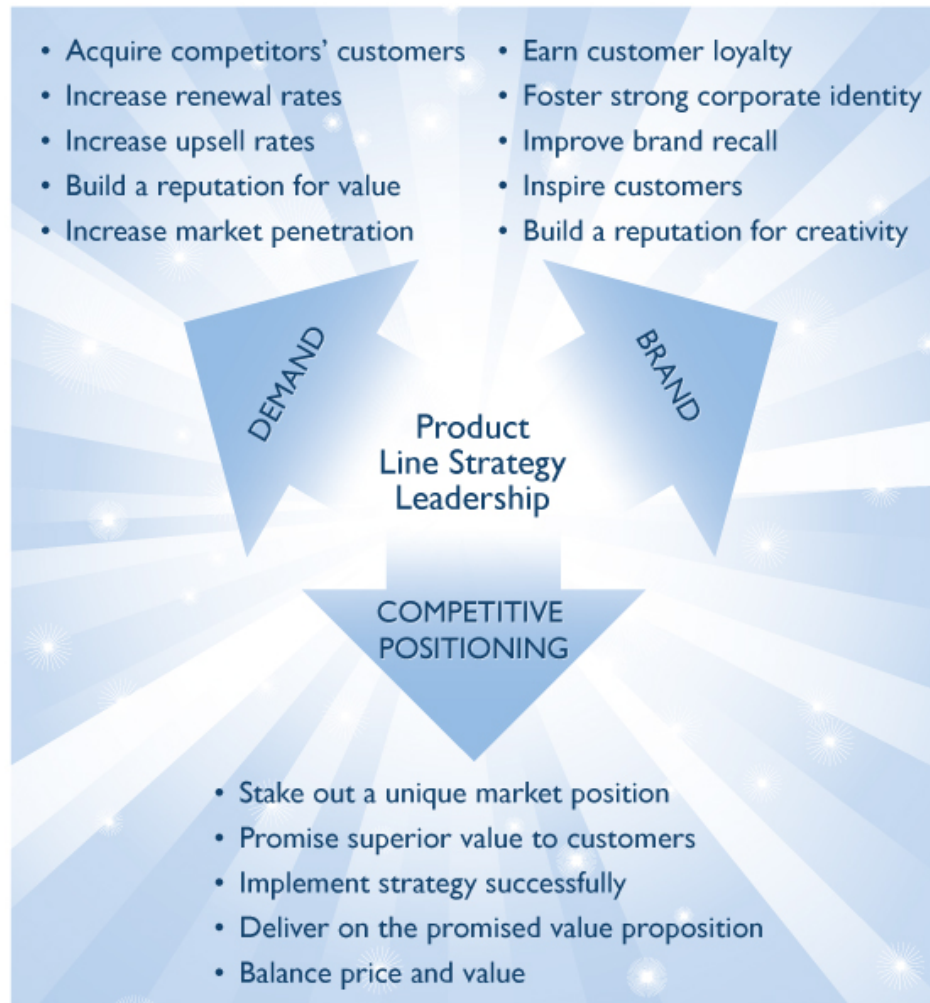 • Acquire competitors’ customers
• Increase renewal rates
• Increase upsell rates
• Build a reputation for value
• Increase market penetration
• Earn customer loyalty
• Foster strong corporate identity
• Improve brand recall
• Inspire customers
• Build a reputation for creativity
DEMAND
BRAND
Product
Line Strategy
Leadership
COMPETITIVE
POSITIONING
• Stake out a unique market position
• Promise superior value to customers
• Implement strategy successfully
• Deliver on the promised value proposition
• Balance price and value